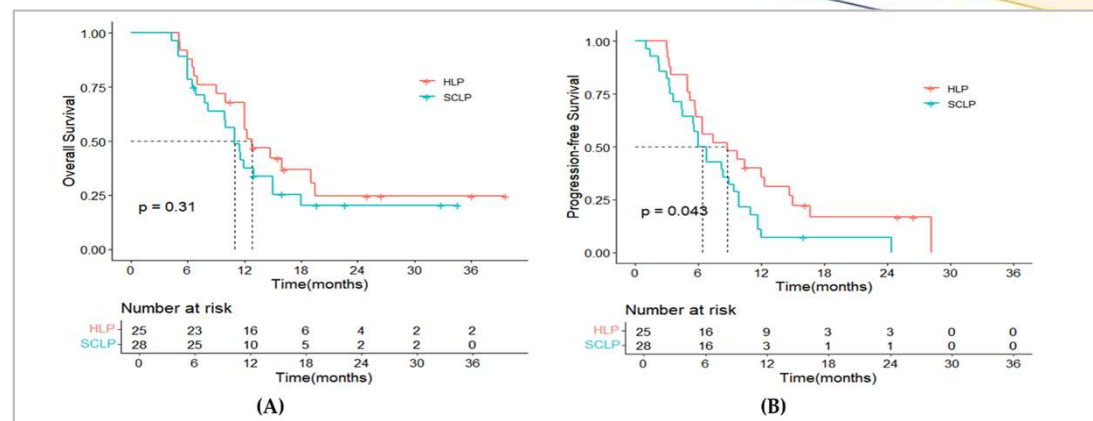 1.00
0.75
0.50
0.25
0.00
Overall Survival
HLP
SCLP
p = 0.31
0 6 12 18 24 30 36
Time(months)
Number at risk
HLP 25 23 16 6 4 2 2
SCLP 28 25 10 5 2 2 0
0 6 12 18 24 30 36
Time(months)
(A)
1.00
0.75
0.50
0.25
0.00
Progression-free Survival
HLP
SCLP
p = 0.043
0 6 12 18 24 30 36
Time(months)
Number at risk
HLP 25 16 9 3 3 0 0
SCLP 28 16 3 1 1 0 0
0 6 12 18 24 30 36
Time(months)
(B)